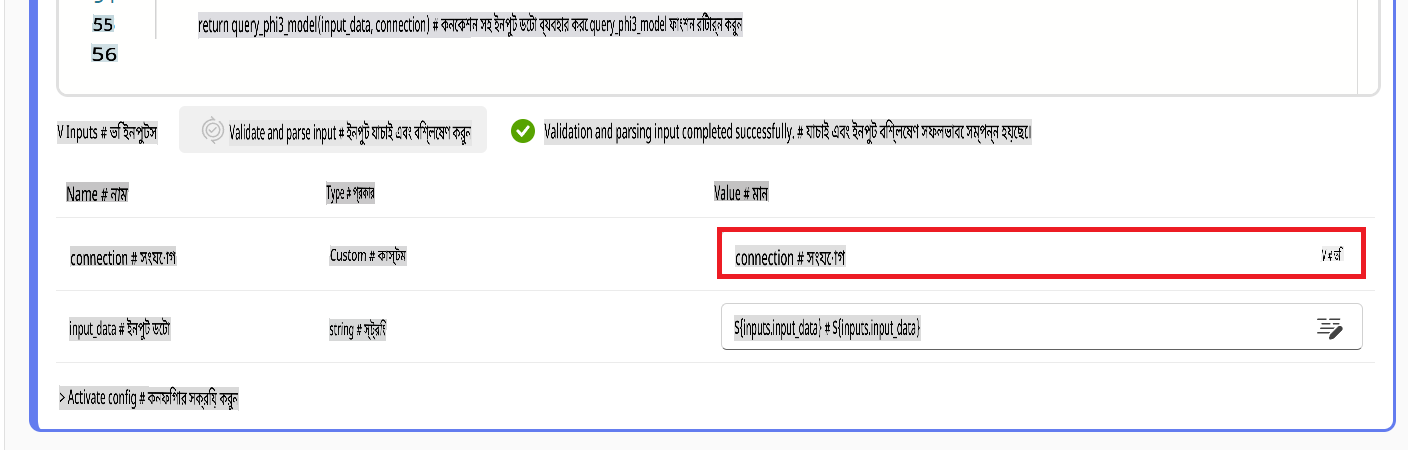 55 return query_phi3_model(input_data, connection) # কনেকশন সহ ইনপুট ডেটা ব্যবহার করে query_phi3_model ফাংশন রিটার্ন করুন
56
V Inputs # ভি ইনপুটস Validate and parse input # ইনপুট যাচাই এবং বিশ্লেষণ করুন Validation and parsing input completed successfully. # যাচাই এবং ইনপুট বিশ্লেষণ সফলভাবে সম্পন্ন হয়েছে।
Name # নাম Type # প্রকার Value # মান
connection # সংযোগ Custom # কাস্টম connection # সংযোগ V # ভি
input_data # ইনপুট ডেটা string # স্ট্রিং ${inputs.input_data} # ${inputs.input_data}
> Activate config # কনফিগার সক্রিয় করুন